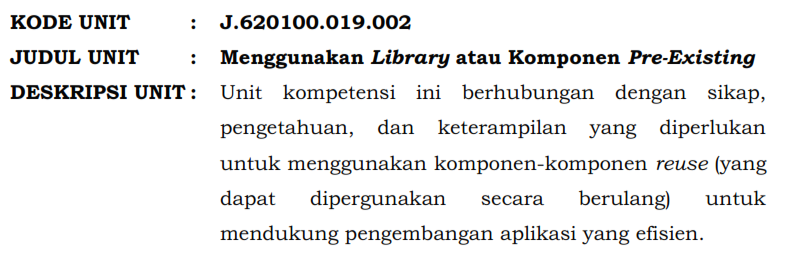 KODE UNIT : J.620100.019.002
JUDUL UNIT : Menggunakan Library atau Komponen Pre-Existing
DESKRIPSI UNIT : Unit kompetensi ini berhubungan dengan sikap,
pengetahuan, dan keterampilan yang diperlukan
untuk menggunakan komponen-komponen reuse (yang
dapat dipergunakan secara berulang) untuk
mendukung pengembangan aplikasi yang efisien.